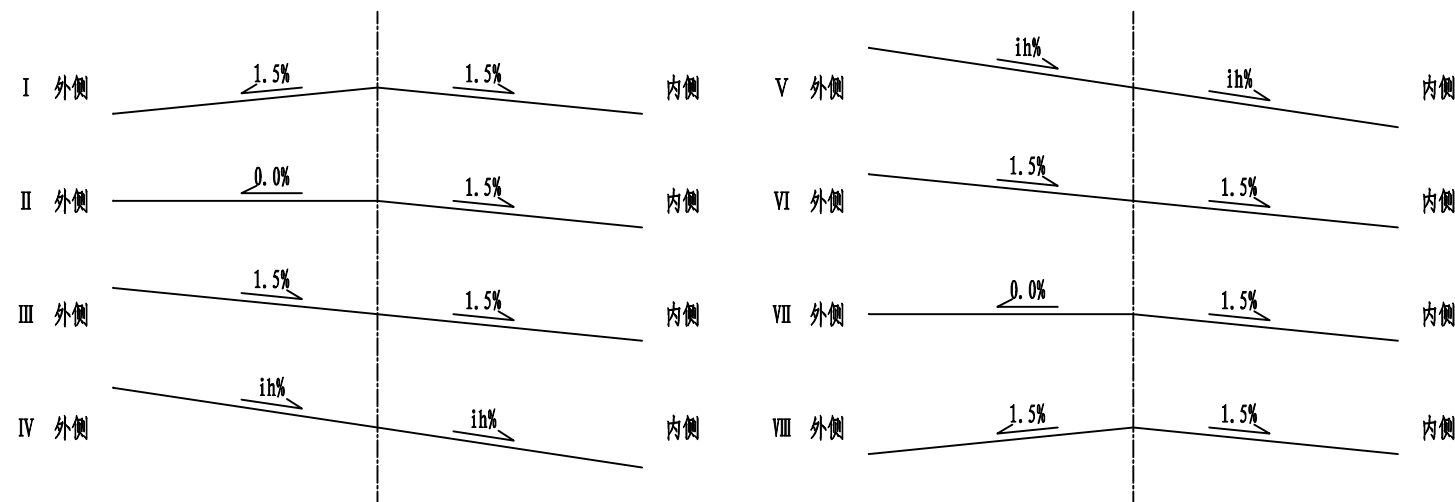 Ⅰ 外侧 1.5% 1.5% 内侧
Ⅱ 外侧 0.0% 1.5% 内侧
Ⅲ 外侧 1.5% 1.5% 内侧
Ⅳ 外侧 ih% ih% 内侧
Ⅴ 外侧 ih% ih% 内侧
Ⅵ 外侧 1.5% 1.5% 内侧
Ⅶ 外侧 0.0% 1.5% 内侧
Ⅷ 外侧 1.5% 1.5% 内侧